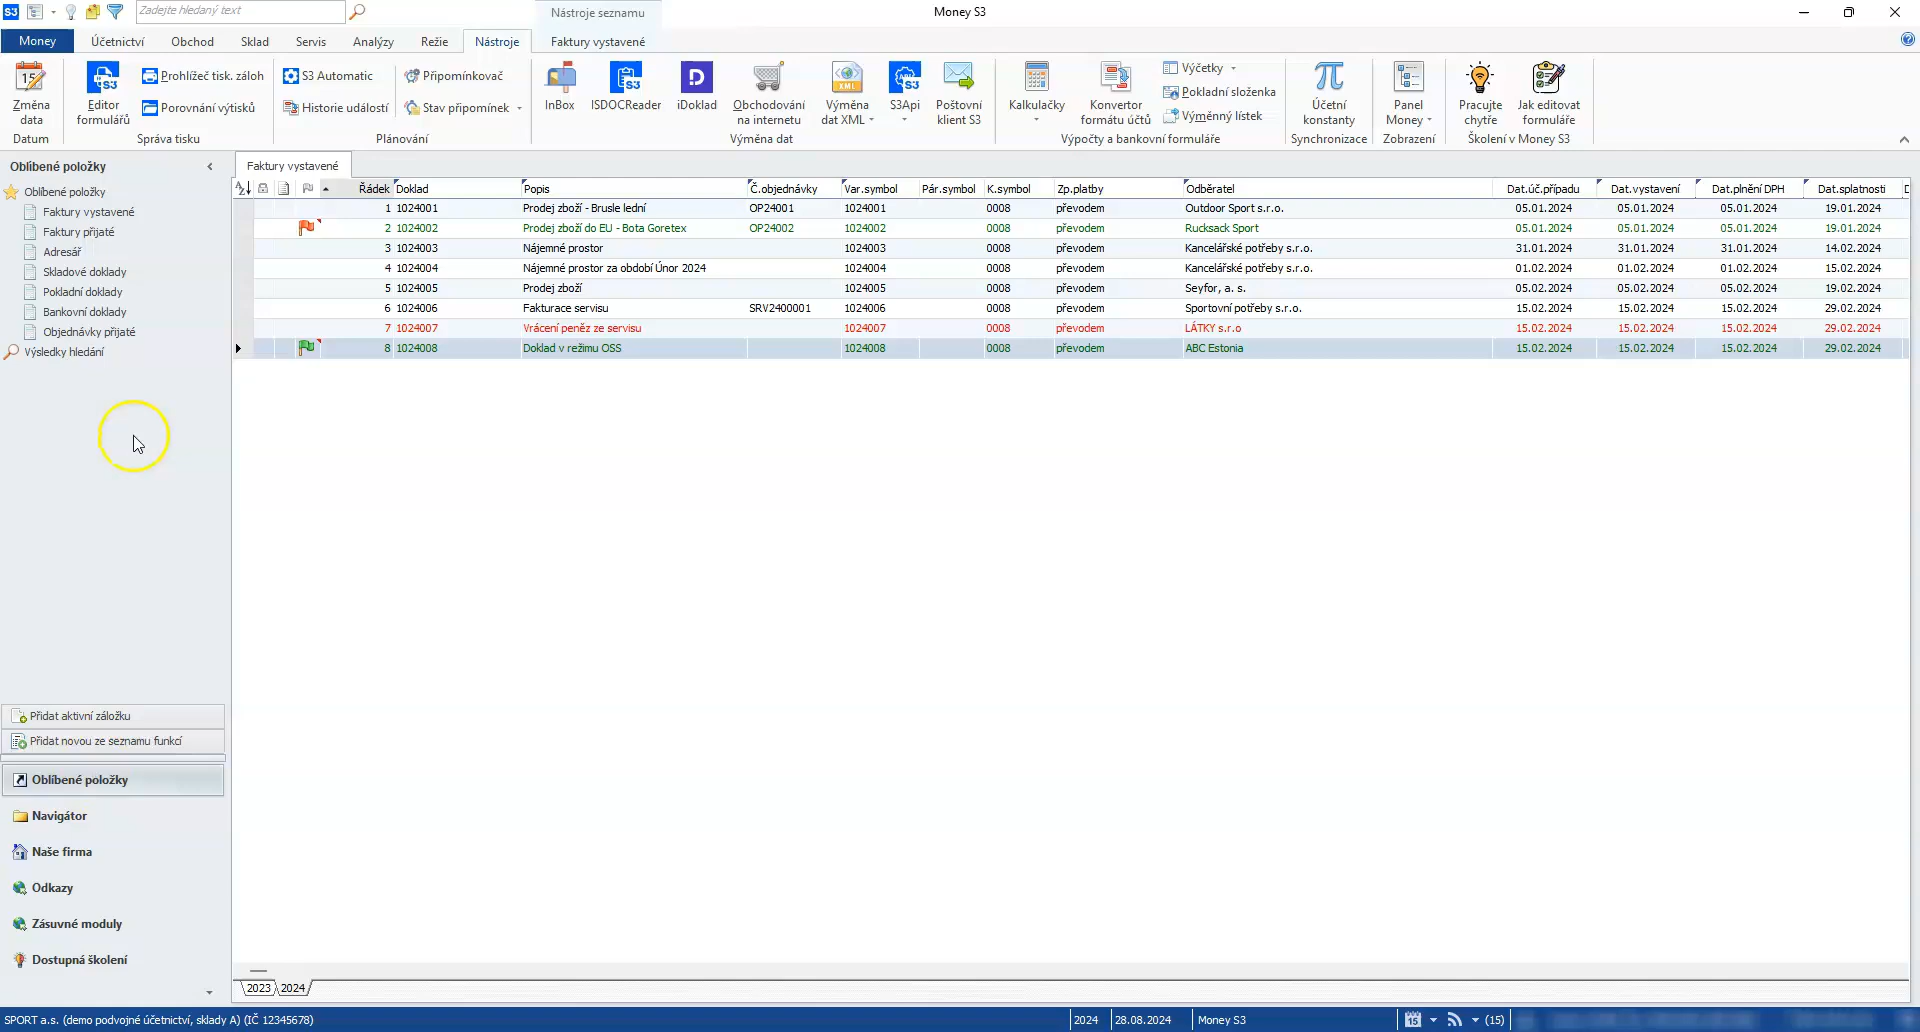 S3 Zadejte hledaný text Nástroje seznamu Money S3
Money Účetnictví Obchod Sklad Servis Analýzy Režie Nástroje Faktury vystavené
Změna data
Datum
Editor formulářů
Prohlížeč tisk. záloh
Porovnání výtisků
Správa tisku
S3 Automatic
Historie událostí
Připomínkovač
Stav připomínek
Plánování
InBox
ISDOCReader
iDoklad
Obchodování na internetu
Výměna dat XML
S3Api
Poštovní klient S3
Výměna dat
Kalkulačky
Konvertor formátu účtů
Výčetky
Pokladní složenka
Výměnný lístek
Výpočty a bankovní formuláře
Účetní konstanty
Synchronizace
Panel Money
Zobrazení
Pracujte chytře
Jak editovat formuláře
Školení v Money S3
Oblíbené položky
Oblíbené položky
Faktury vystavené
Faktury přijaté
Adresář
Skladové doklady
Pokladní doklady
Bankovní doklady
Objednávky přijaté
Výsledky hledání
Přidat aktivní záložku
Přidat novou ze seznamu funkcí
Oblíbené položky
Navigátor
Naše firma
Odkazy
Zásuvné moduly
Dostupná školení
Faktury vystavené
Řádek Doklad Popis Č.objednávky Var.symbol Pár.symbol K.symbol Zp.platby Odběratel Dat.úč.případu Dat.vystavení Dat.plnění DPH Dat.splatnosti
1 1024001 Prodej zboží - Brusle lední OP24001 1024001 0008 převodem Outdoor Sport s.r.o. 05.01.2024 05.01.2024 05.01.2024 19.01.2024
2 1024002 Prodej zboží do EU - Bota Goretex OP24002 1024002 0008 převodem Rucksack Sport 05.01.2024 05.01.2024 05.01.2024 19.01.2024
3 1024003 Nájemné prostor 1024003 0008 převodem Kancelářské potřeby s.r.o. 31.01.2024 31.01.2024 31.01.2024 14.02.2024
4 1024004 Nájemné prostor za období Únor 2024 1024004 0008 převodem Kancelářské potřeby s.r.o. 01.02.2024 01.02.2024 01.02.2024 15.02.2024
5 1024005 Prodej zboží 1024005 0008 převodem Seyfor, a. s. 05.02.2024 05.02.2024 05.02.2024 19.02.2024
6 1024006 Fakturace servisu SRV2400001 1024006 0008 převodem Sportovní potřeby s.r.o. 15.02.2024 15.02.2024 15.02.2024 29.02.2024
7 1024007 Vrácení peněz ze servisu 1024007 0008 převodem LÁTKY s.r.o 15.02.2024 15.02.2024 15.02.2024 29.02.2024
8 1024008 Doklad v režimu OSS 1024008 0008 převodem ABC Estonia 15.02.2024 15.02.2024 15.02.2024 29.02.2024
2023 2024
SPORT a.s. (demo podvojné účetnictví, sklady A) (IČ 12345678) 2024 28.08.2024 Money S3 15 (15)